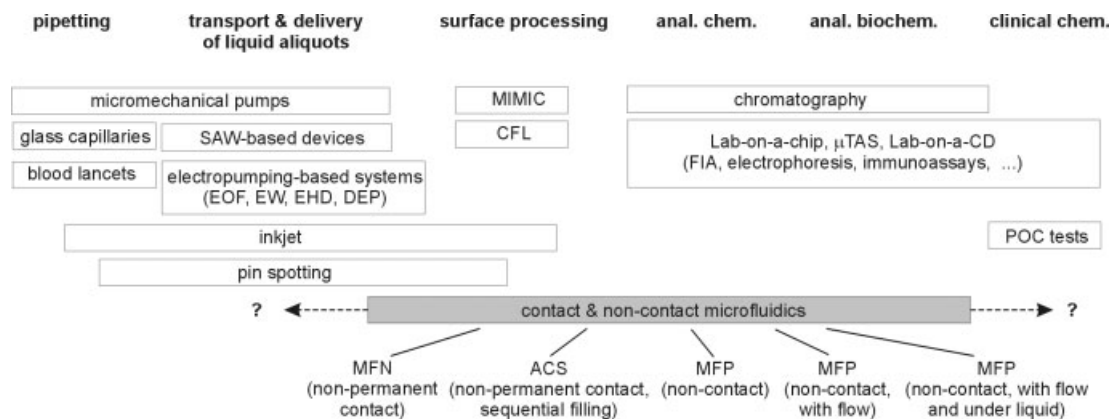 pipetting
transport & delivery
of liquid aliquots
surface processing
anal. chem.
anal. biochem.
clinical chem.
micromechanical pumps
MIMIC
chromatography
glass capillaries
SAW-based devices
CFL
Lab-on-a-chip, μTAS, Lab-on-a-CD
(FIA, electrophoresis, immunoassays, ...)
blood lancets
electropumping-based systems
(EOF, EW, EHD, DEP)
inkjet
POC tests
pin spotting
?
contact & non-contact microfluidics
?
MFN
(non-permanent
contact)
ACS
(non-permanent contact,
sequential filling)
MFP
(non-contact)
MFP
(non-contact,
with flow)
MFP
(non-contact, with flow
and under liquid)